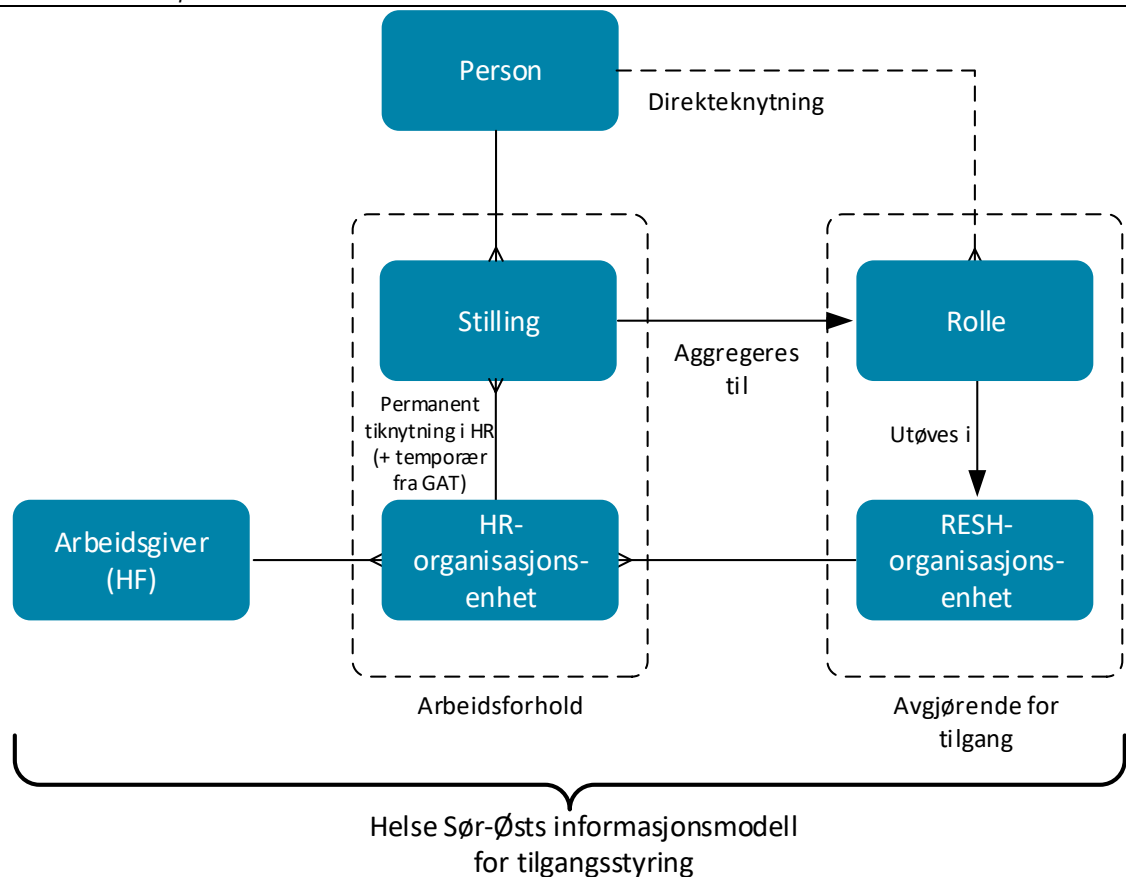 Person
Direkteknytning
Stilling
Rolle
Aggregeres
til
Permanent
tiknytning i HR
(+ temporær
fra GAT)
Utøves i
Arbeidsgiver
(HF)
HR-
organisasjons-
enhet
RESH-
organisasjons-
enhet
Arbeidsforhold
Avgjørende for
tilgang
Helse Sør-Østs informasjonsmodell
for tilgangsstyring